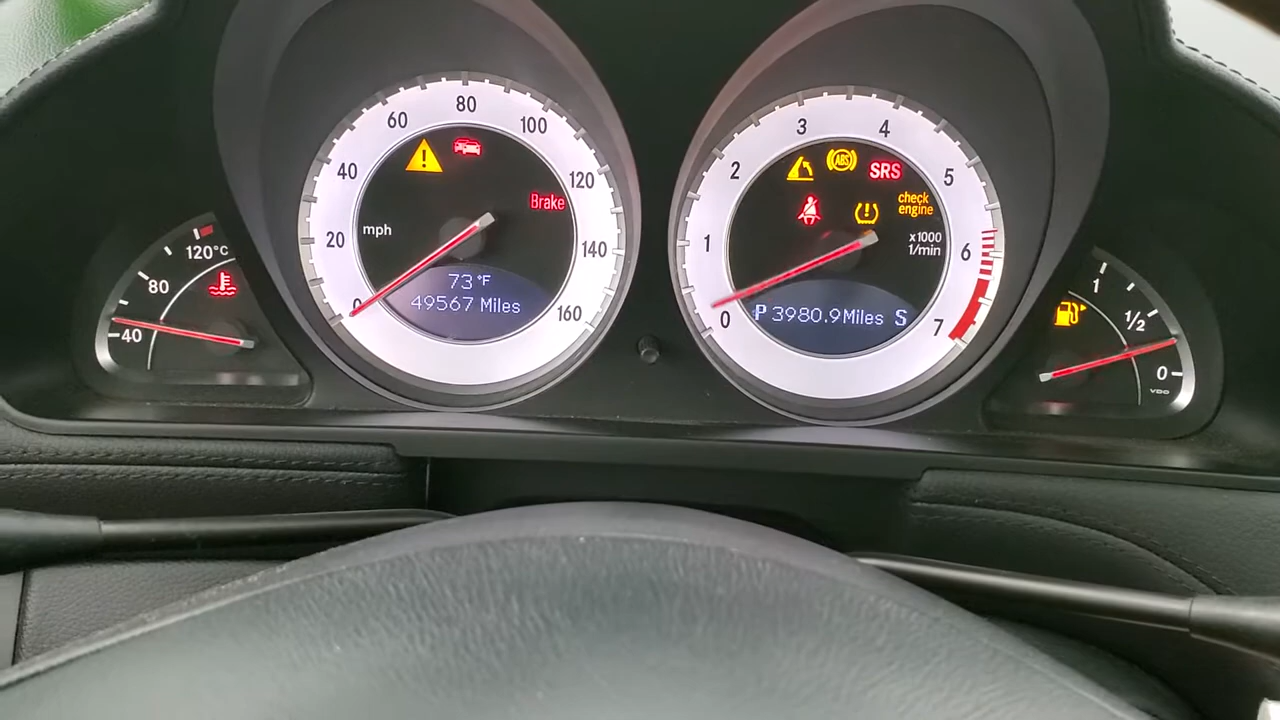 120°C
80
40
0
20
40
60
80
100
120
140
160
mph
Brake
73°F
49567 Miles
0
1
2
3
4
5
6
7
ABS
SRS
check
engine
x1000
1/min
P 3980.9Miles S
1
1/2
0
VDO